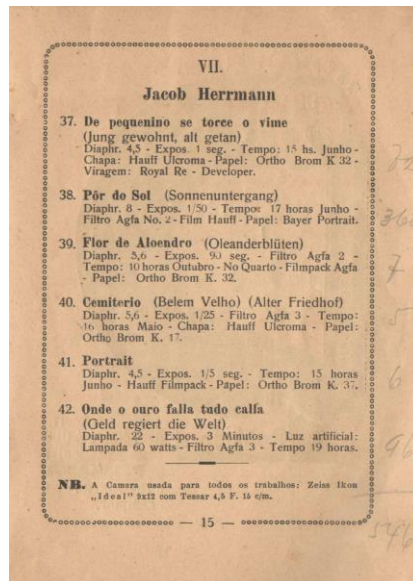 VII.
Jacob Herrmann
37. De pequenino se torce o vime
(Jung gewohnt, alt getan)
Diaphr. 4,5 - Expos. 1 seg. - Tempo: 15 hs. Junho -
Chapa: Hauff Ulcroma - Papel: Ortho Brom K 32 -
Viragem: Royal Re - Developer.
38. Pôr do Sol (Sonnenuntergang)
Diaphr. 8 - Expos. 1/50 - Tempo: 17 horas Junho -
Filtro Agfa No. 2 - Film Hauff - Papel: Bayer Portrait.
39. Flor de Aloendro (Oleanderblüten)
Diaphr. 5,6 - Expos. 90 seg. - Filtro Agfa 2 -
Tempo: 10 horas Outubro - No Quarto - Filmpack Agfa
- Papel: Ortho Brom K. 32.
40. Cemiterio (Belem Velho) (Alter Friedhof)
Diaphr. 5,6 - Expos. 1/25 - Filtro Agfa 3 - Tempo:
16 horas Maio - Chapa: Hauff Ulcroma - Papel:
Ortho Brom K. 17.
41. Portrait
Diaphr. 4,5 - Expos. 1/5 seg. - Tempo: 15 horas
Junho - Hauff Filmpack - Papel: Ortho Brom K. 37.
42. Onde o ouro falla tudo calla
(Geld regiert die Welt)
Diaphr. 22 - Expos. 3 Minutos - Luz artificial:
Lampada 60 watts - Filtro Agfa 3 - Tempo 19 horas.
NB. A Camera usada para todos os trabalhos: Zeiss Ikon
„Ideal" 9x12 com Tessar 4,5 F. 15 c/m.
— 15 —